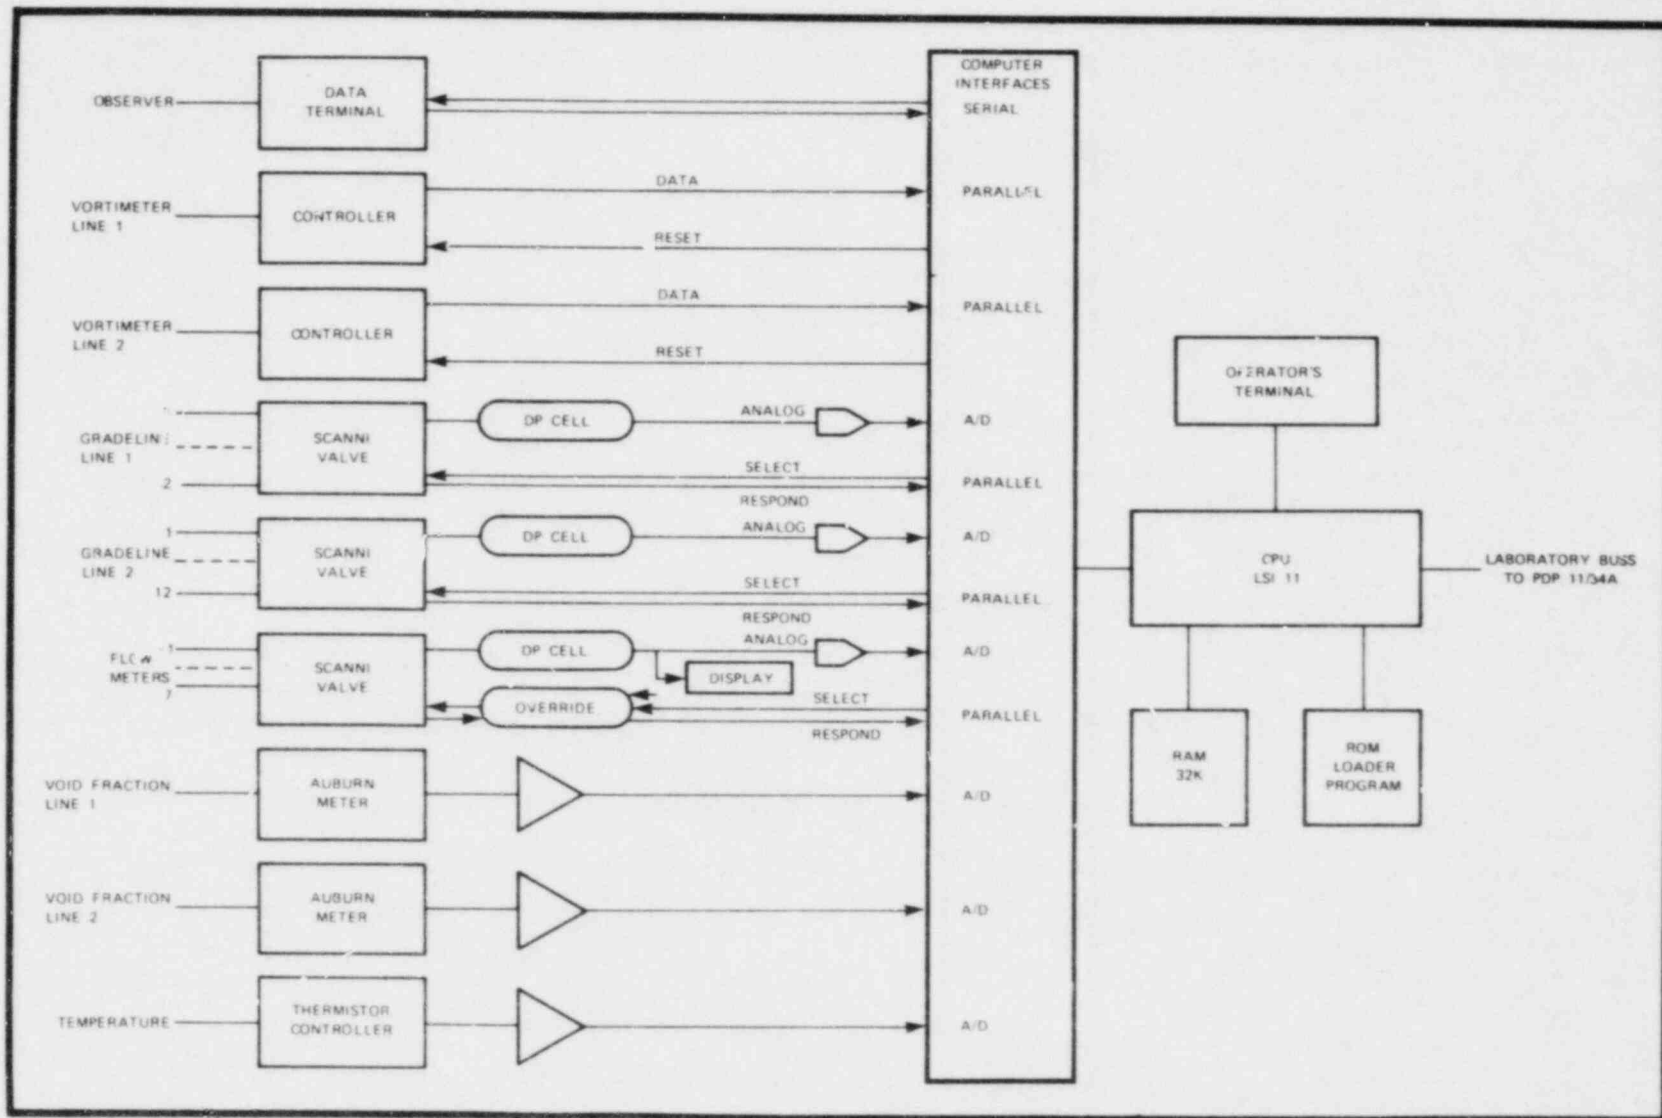 OBSERVER
DATA
TERMINAL
COMPUTER
INTERFACES
SERIAL
VORTIMETER
LINE 1
CONTROLLER
DATA
RESET
PARALLEL
VORTIMETER
LINE 2
CONTROLLER
DATA
RESET
PARALLEL
GRADELINE
LINE 1
2
SCANNI
VALVE
DP CELL
ANALOG
A/D
SELECT
RESPOND
PARALLEL
1
GRADELINE
LINE 2
12
SCANNI
VALVE
DP CELL
ANALOG
A/D
SELECT
RESPOND
PARALLEL
1
FLOW
METERS
7
SCANNI
VALVE
DP CELL
ANALOG
A/D
DISPLAY
OVERRIDE
SELECT
RESPOND
PARALLEL
VOID FRACTION
LINE 1
AUBURN
METER
A/D
VOID FRACTION
LINE 2
AUBURN
METER
A/D
TEMPERATURE
THERMISTOR
CONTROLLER
A/D
OPERATOR'S
TERMINAL
CPU
LSI 11
LABORATORY BUSS
TO PDP 11/34A
RAM
32K
ROM
LOADER
PROGRAM